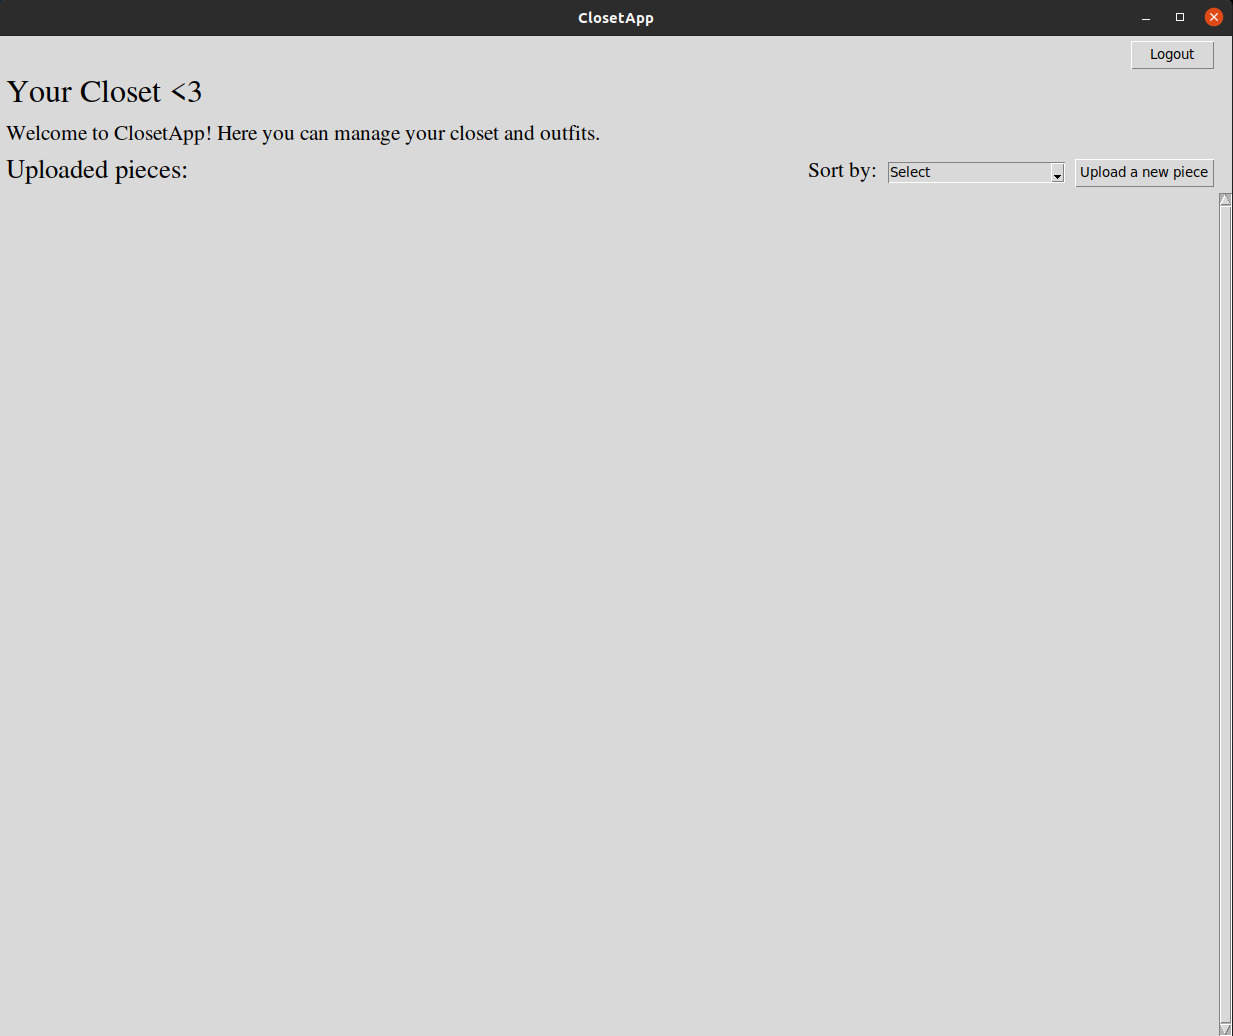 ClosetApp
Logout
Your Closet <3
Welcome to ClosetApp! Here you can manage your closet and outfits.
Uploaded pieces: Sort by: Select Upload a new piece